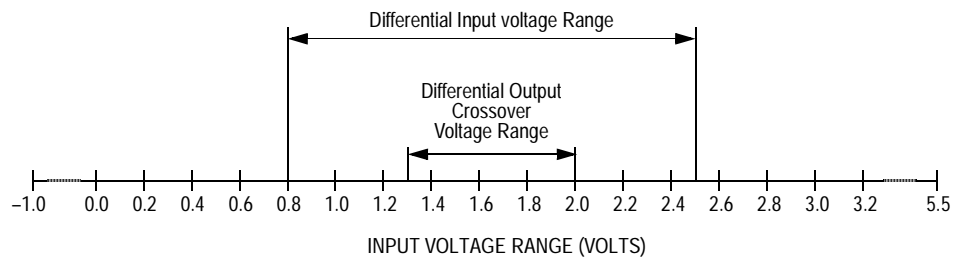 Differential Input voltage Range
Differential Output
Crossover
Voltage Range
–1.0 0.0 0.2 0.4 0.6 0.8 1.0 1.2 1.4 1.6 1.8 2.0 2.2 2.4 2.6 2.8 3.0 3.2 5.5
INPUT VOLTAGE RANGE (VOLTS)